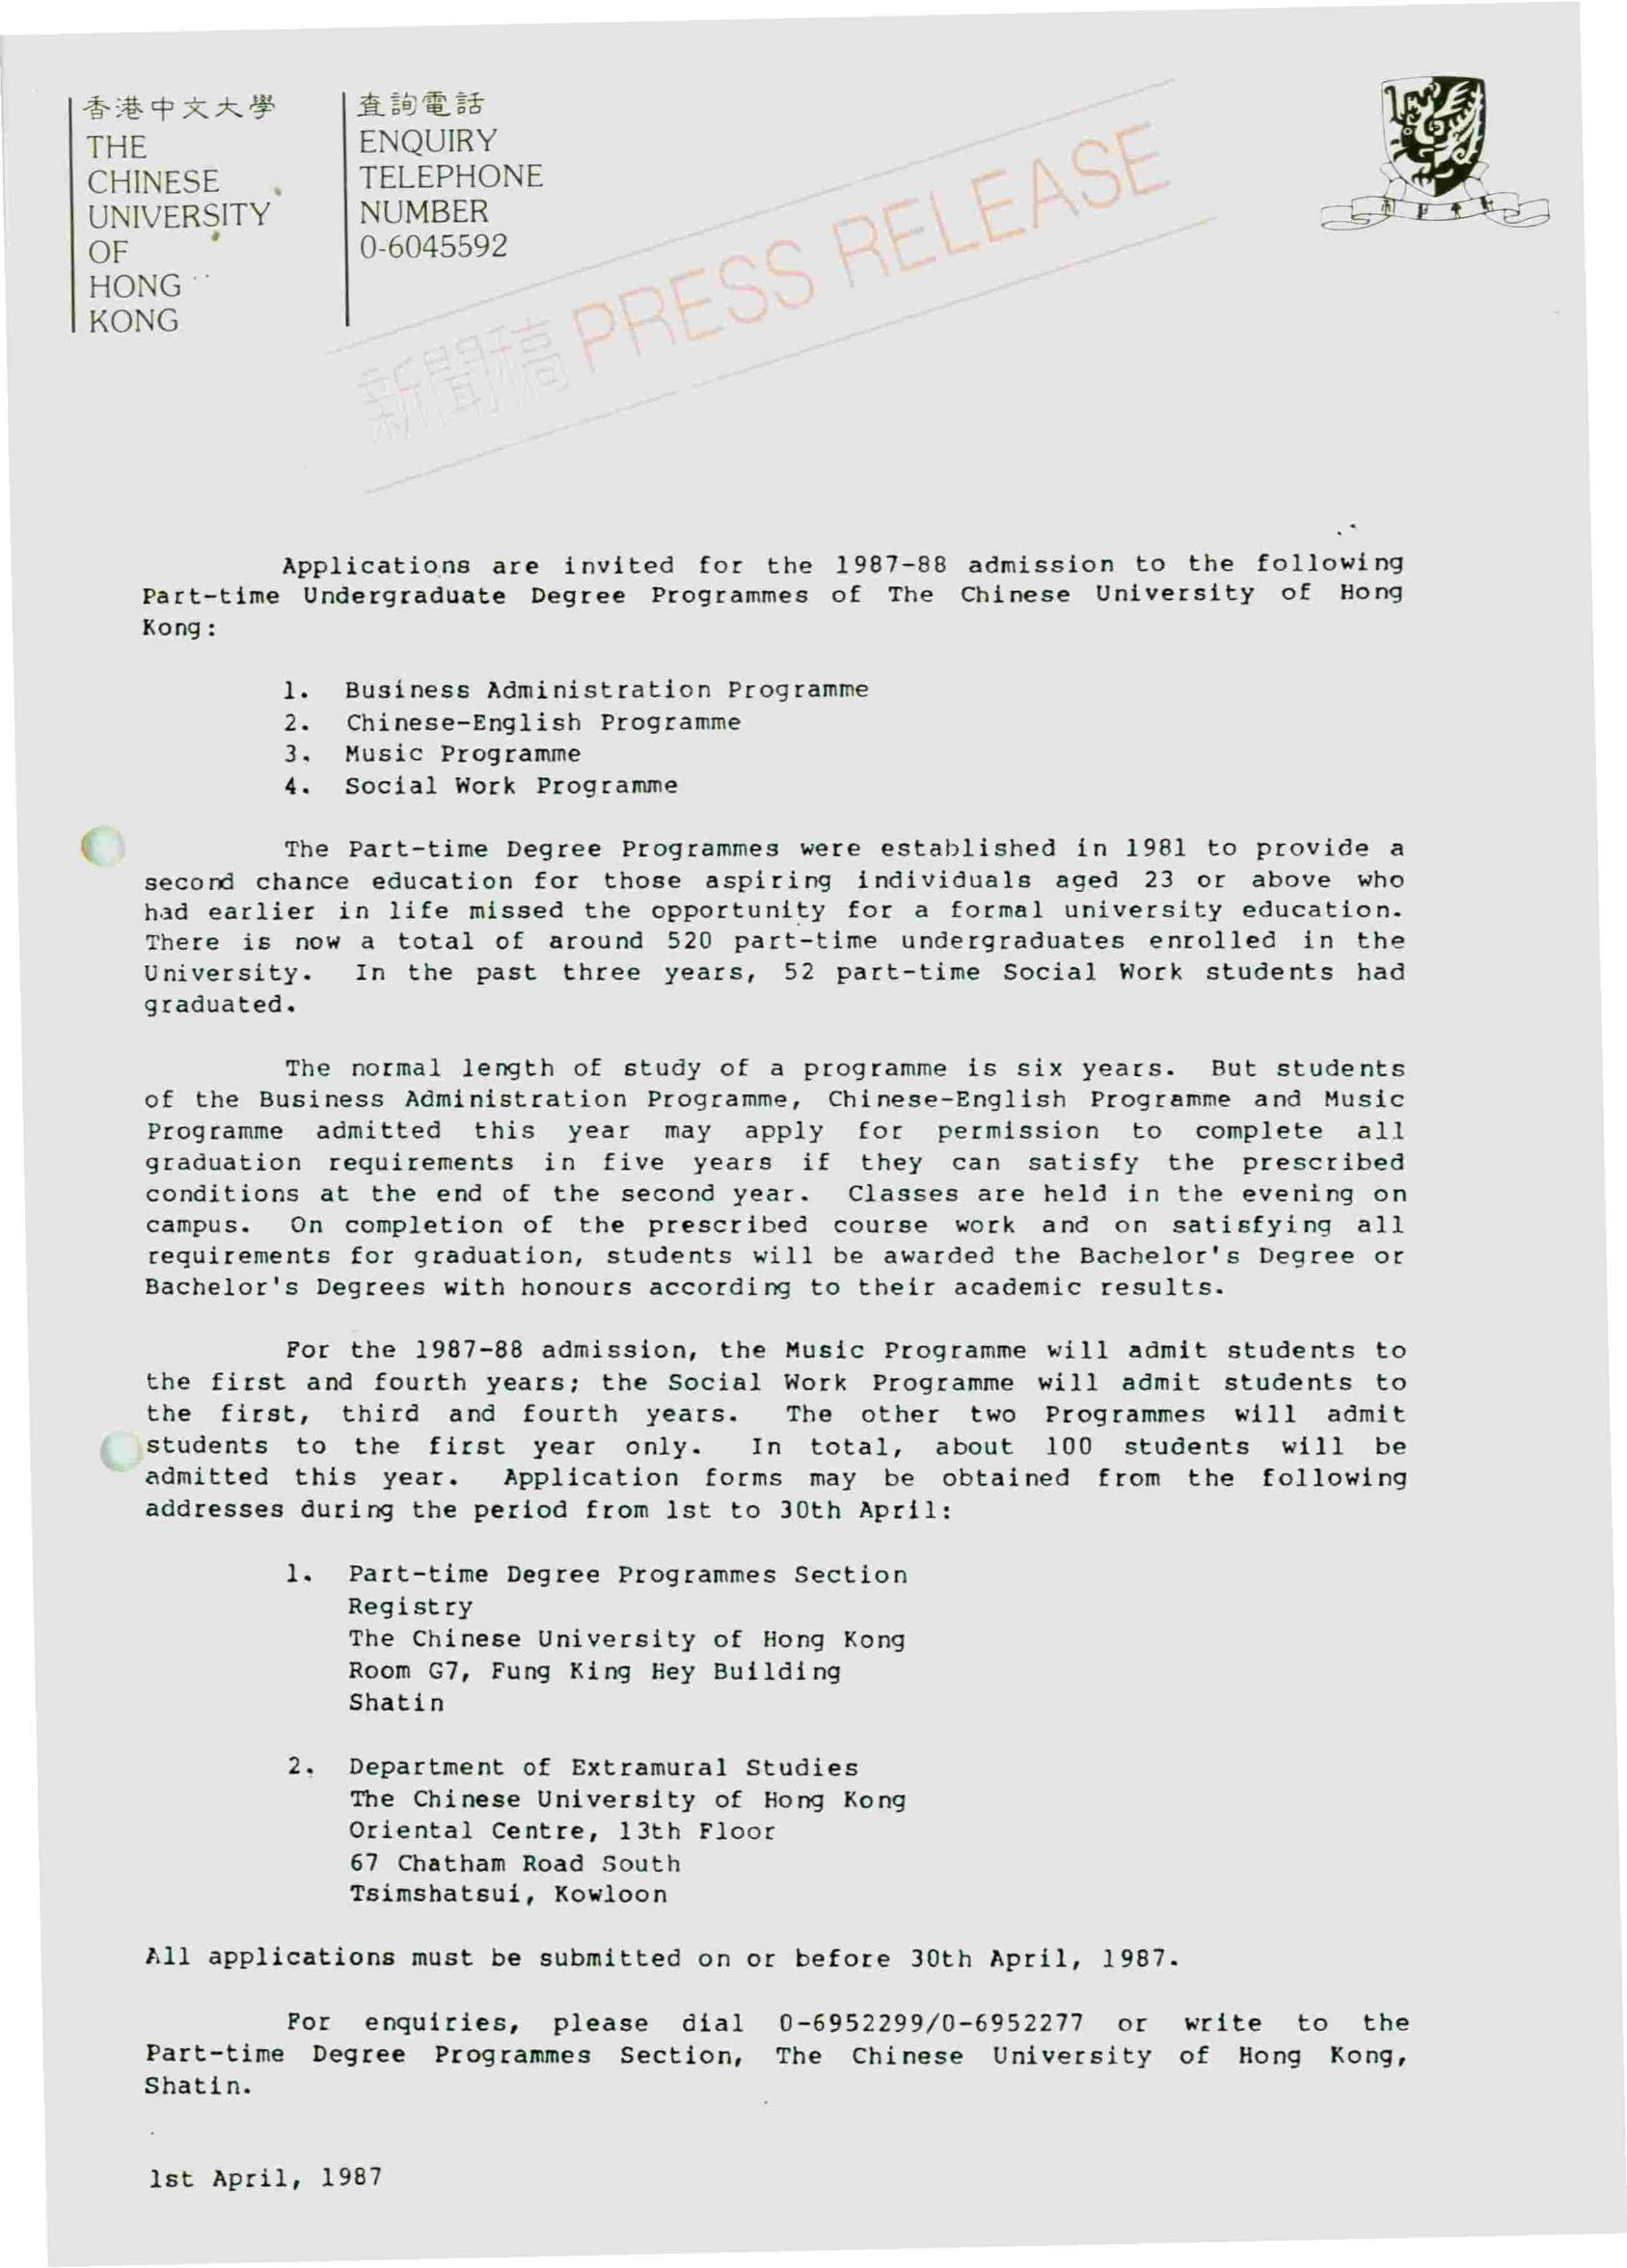 香港中文大學
THE
CHINESE
UNIVERSITY
OF
HONG
KONG
查詢電話
ENQUIRY
TELEPHONE
NUMBER
0-6045592
新聞稿 PRESS RELEASE
Applications are invited for the 1987-88 admission to the following
Part-time Undergraduate Degree Programmes of The Chinese University of Hong
Kong:
1. Business Administration Programme
2. Chinese-English Programme
3. Music Programme
4. Social Work Programme
The Part-time Degree Programmes were established in 1981 to provide a
second chance education for those aspiring individuals aged 23 or above who
had earlier in life missed the opportunity for a formal university education.
There is now a total of around 520 part-time undergraduates enrolled in the
University. In the past three years, 52 part-time Social Work students had
graduated.
The normal length of study of a programme is six years. But students
of the Business Administration Programme, Chinese-English Programme and Music
Programme admitted this year may apply for permission to complete all
graduation requirements in five years if they can satisfy the prescribed
conditions at the end of the second year. Classes are held in the evening on
campus. On completion of the prescribed course work and on satisfying all
requirements for graduation, students will be awarded the Bachelor's Degree or
Bachelor's Degrees with honours according to their academic results.
For the 1987-88 admission, the Music Programme will admit students to
the first and fourth years; the Social Work Programme will admit students to
the first, third and fourth years. The other two Programmes will admit
students to the first year only. In total, about 100 students will be
admitted this year. Application forms may be obtained from the following
addresses during the period from 1st to 30th April:
1. Part-time Degree Programmes Section
Registry
The Chinese University of Hong Kong
Room G7, Fung King Hey Building
Shatin
2. Department of Extramural Studies
The Chinese University of Hong Kong
Oriental Centre, 13th Floor
67 Chatham Road South
Tsimshatsui, Kowloon
All applications must be submitted on or before 30th April, 1987.
For enquiries, please dial 0-6952299/0-6952277 or write to the
Part-time Degree Programmes Section, The Chinese University of Hong Kong,
Shatin.
1st April, 1987